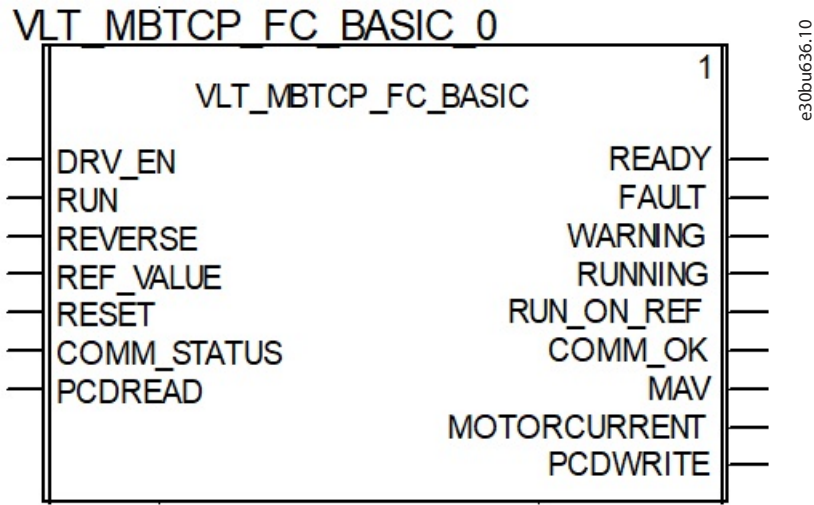 VLT_MBTCP_FC_BASIC_0
1
VLT_MBTCP_FC_BASIC
DRV_EN
RUN
REVERSE
REF_VALUE
RESET
COMM_STATUS
PCDREAD
READY
FAULT
WARNING
RUNNING
RUN_ON_REF
COMM_OK
MAV
MOTORCURRENT
PCDWRITE
e30bu636.10